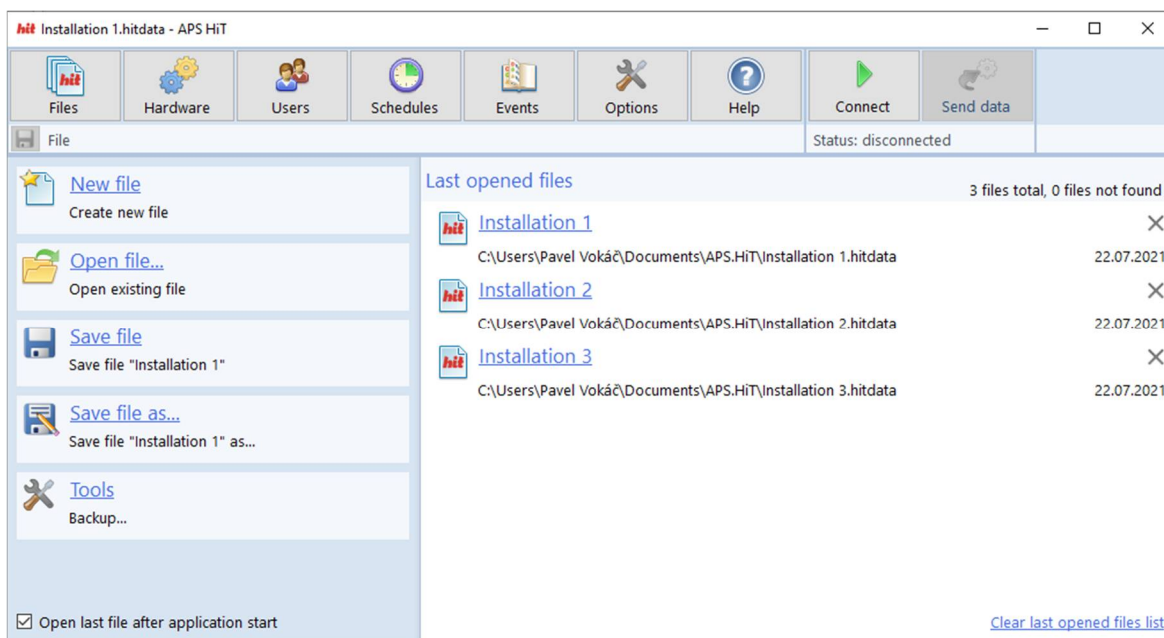 hit Installation 1.hitdata - APS HiT
hit
Files Hardware Users Schedules Events Options Help Connect Send data
File Status: disconnected
New file
Create new file
Open file...
Open existing file
Save file
Save file "Installation 1"
Save file as...
Save file "Installation 1" as...
Tools
Backup...
Open last file after application start
Last opened files
3 files total, 0 files not found
hit Installation 1
C:\Users\Pavel Vokáč\Documents\APS.HiT\Installation 1.hitdata 22.07.2021
hit Installation 2
C:\Users\Pavel Vokáč\Documents\APS.HiT\Installation 2.hitdata 22.07.2021
hit Installation 3
C:\Users\Pavel Vokáč\Documents\APS.HiT\Installation 3.hitdata 22.07.2021
Clear last opened files list